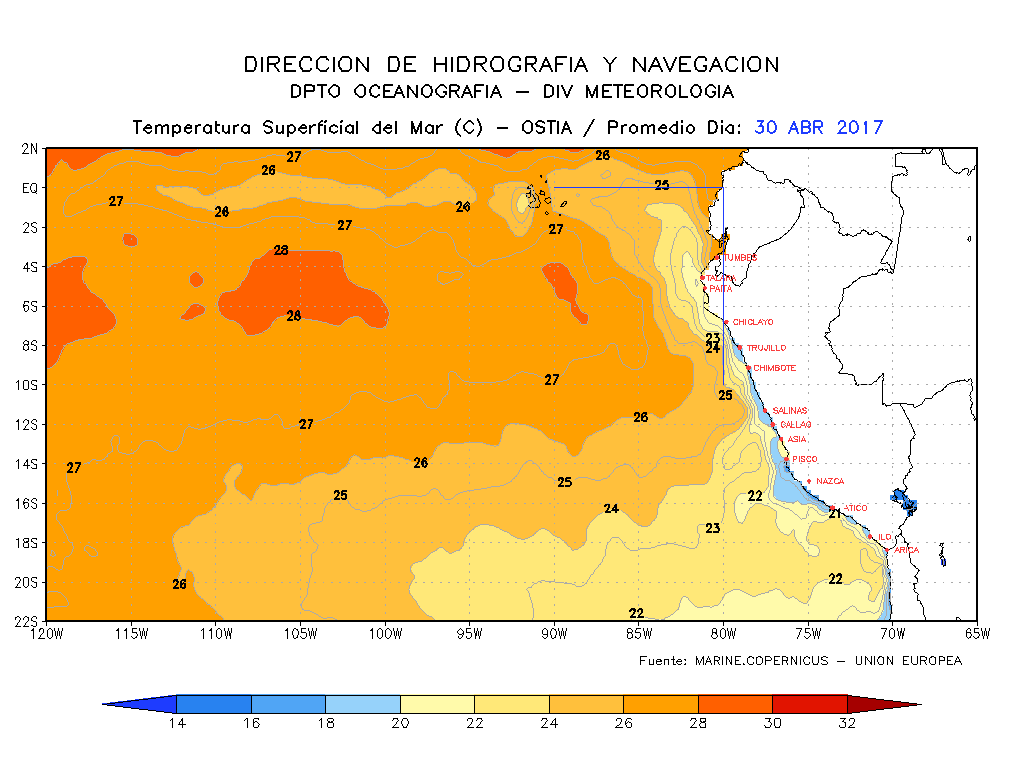 DIRECCION DE HIDROGRAFIA Y NAVEGACION
DPTO OCEANOGRAFIA – DIV METEOROLOGIA
Temperatura Superficial del Mar (C) – OSTIA / Promedio Dia: 30 ABR 2017
2N
27 26
26
EQ 25
27 26 26
2S 27 27
28 TUMBES
4S
TALARA
PAITA
6S
28 CHICLAYO
23
8S 24 TRUJILLO
CHIMBOTE
10S 27
25
26 SALINAS
12S 27 CALLAO
ASIA
14S 27 26 PISCO
25 NAZCA
25 22
16S 24 ATICO
21
23
18S ILO
ARICA
20S 26 22
22
22S
120W 115W 110W 105W 100W 95W 90W 85W 80W 75W 70W 65W
Fuente: MARINE.COPERNICUS – UNION EUROPEA
14 16 18 20 22 24 26 28 30 32